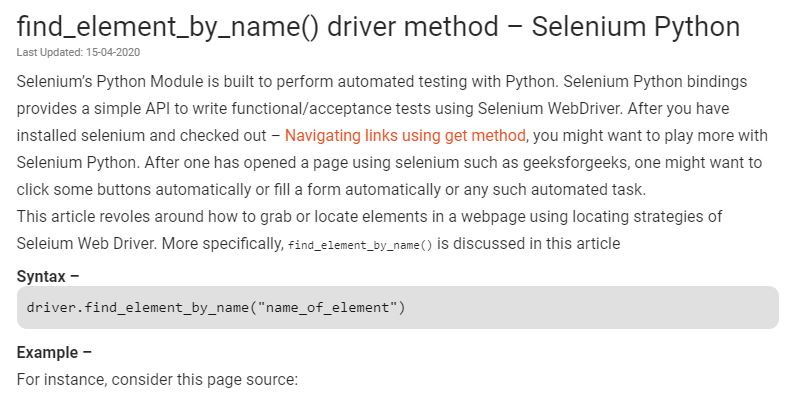 find_element_by_name() driver method – Selenium Python
Last Updated: 15-04-2020
Selenium’s Python Module is built to perform automated testing with Python. Selenium Python bindings
provides a simple API to write functional/acceptance tests using Selenium WebDriver. After you have
installed selenium and checked out – Navigating links using get method, you might want to play more with
Selenium Python. After one has opened a page using selenium such as geeksforgeeks, one might want to
click some buttons automatically or fill a form automatically or any such automated task.
This article revoles around how to grab or locate elements in a webpage using locating strategies of
Seleium Web Driver. More specifically, find_element_by_name() is discussed in this article
Syntax –
driver.find_element_by_name("name_of_element")
Example –
For instance, consider this page source: